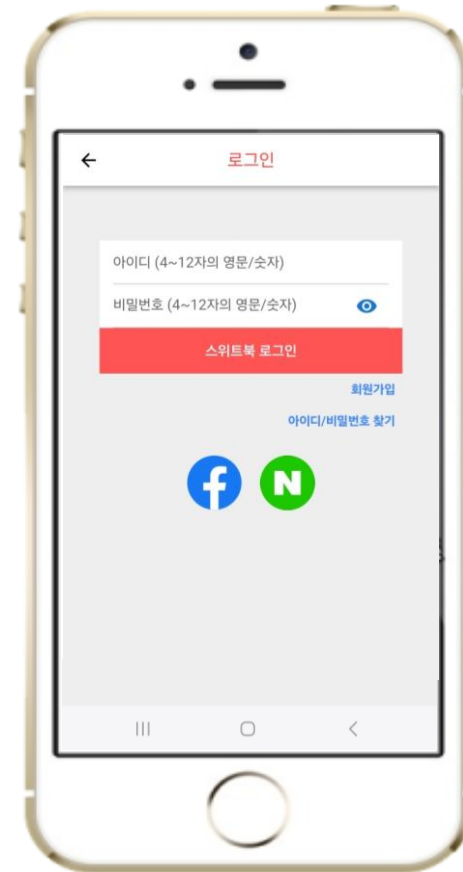 로그인
아이디 (4~12자의 영문/숫자)
비밀번호 (4~12자의 영문/숫자)
스위트북 로그인
회원가입
아이디/비밀번호 찾기
f N